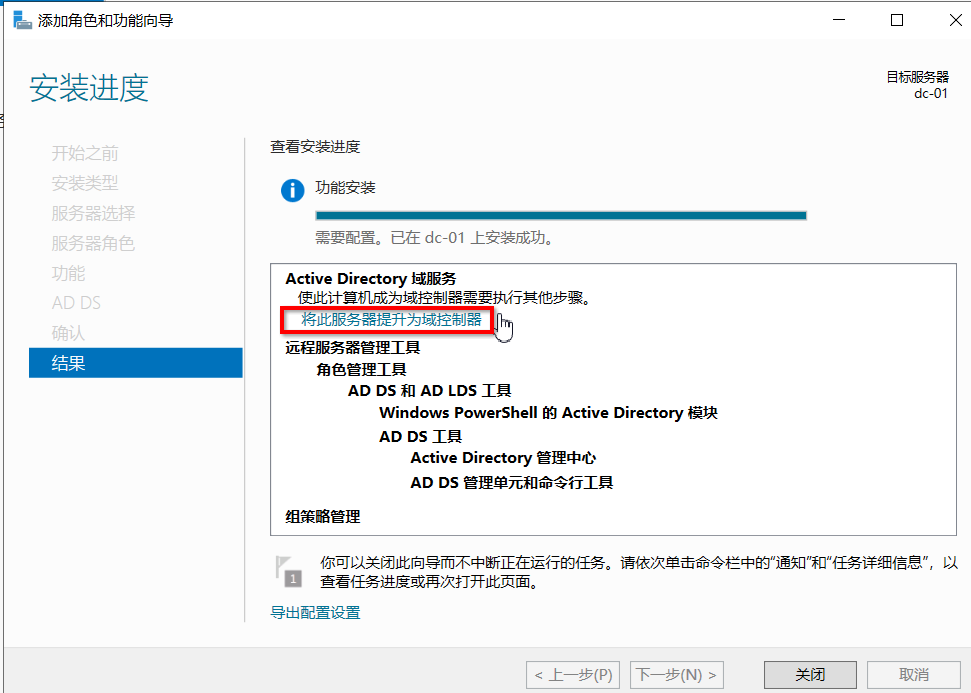 添加角色和功能向导
安装进度
目标服务器
dc-01
开始之前
安装类型
服务器选择
服务器角色
功能
AD DS
确认
结果
查看安装进度
功能安装
需要配置。已在 dc-01 上安装成功。
Active Directory 域服务
使此计算机成为域控制器需要执行其他步骤。
将此服务器提升为域控制器
远程服务器管理工具
角色管理工具
AD DS 和 AD LDS 工具
Windows PowerShell 的 Active Directory 模块
AD DS 工具
Active Directory 管理中心
AD DS 管理单元和命令行工具
组策略管理
1
你可以关闭此向导而不中断正在运行的任务。请依次单击命令栏中的"通知"和"任务详细信息"，以
查看任务进度或再次打开此页面。
导出配置设置
< 上一步(P)
下一步(N) >
关闭
取消